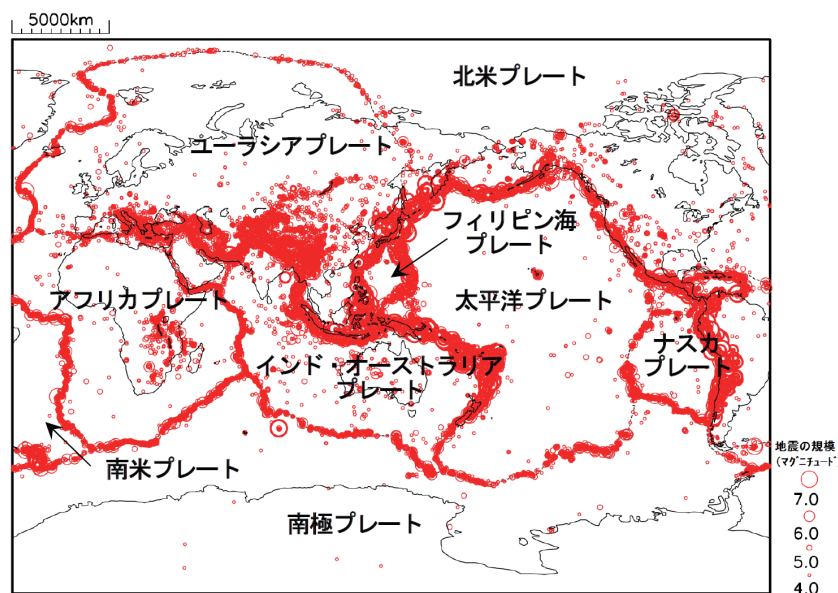 5000km
北米プレート
ユーラシアプレート
フィリピン海
プレート
アフリカプレート
太平洋プレート
ナスカ
プレート
インド・オーストラリア
プレート
南米プレート
南極プレート
地震の規模
(マグニチュード)
7.0
6.0
5.0
4.0